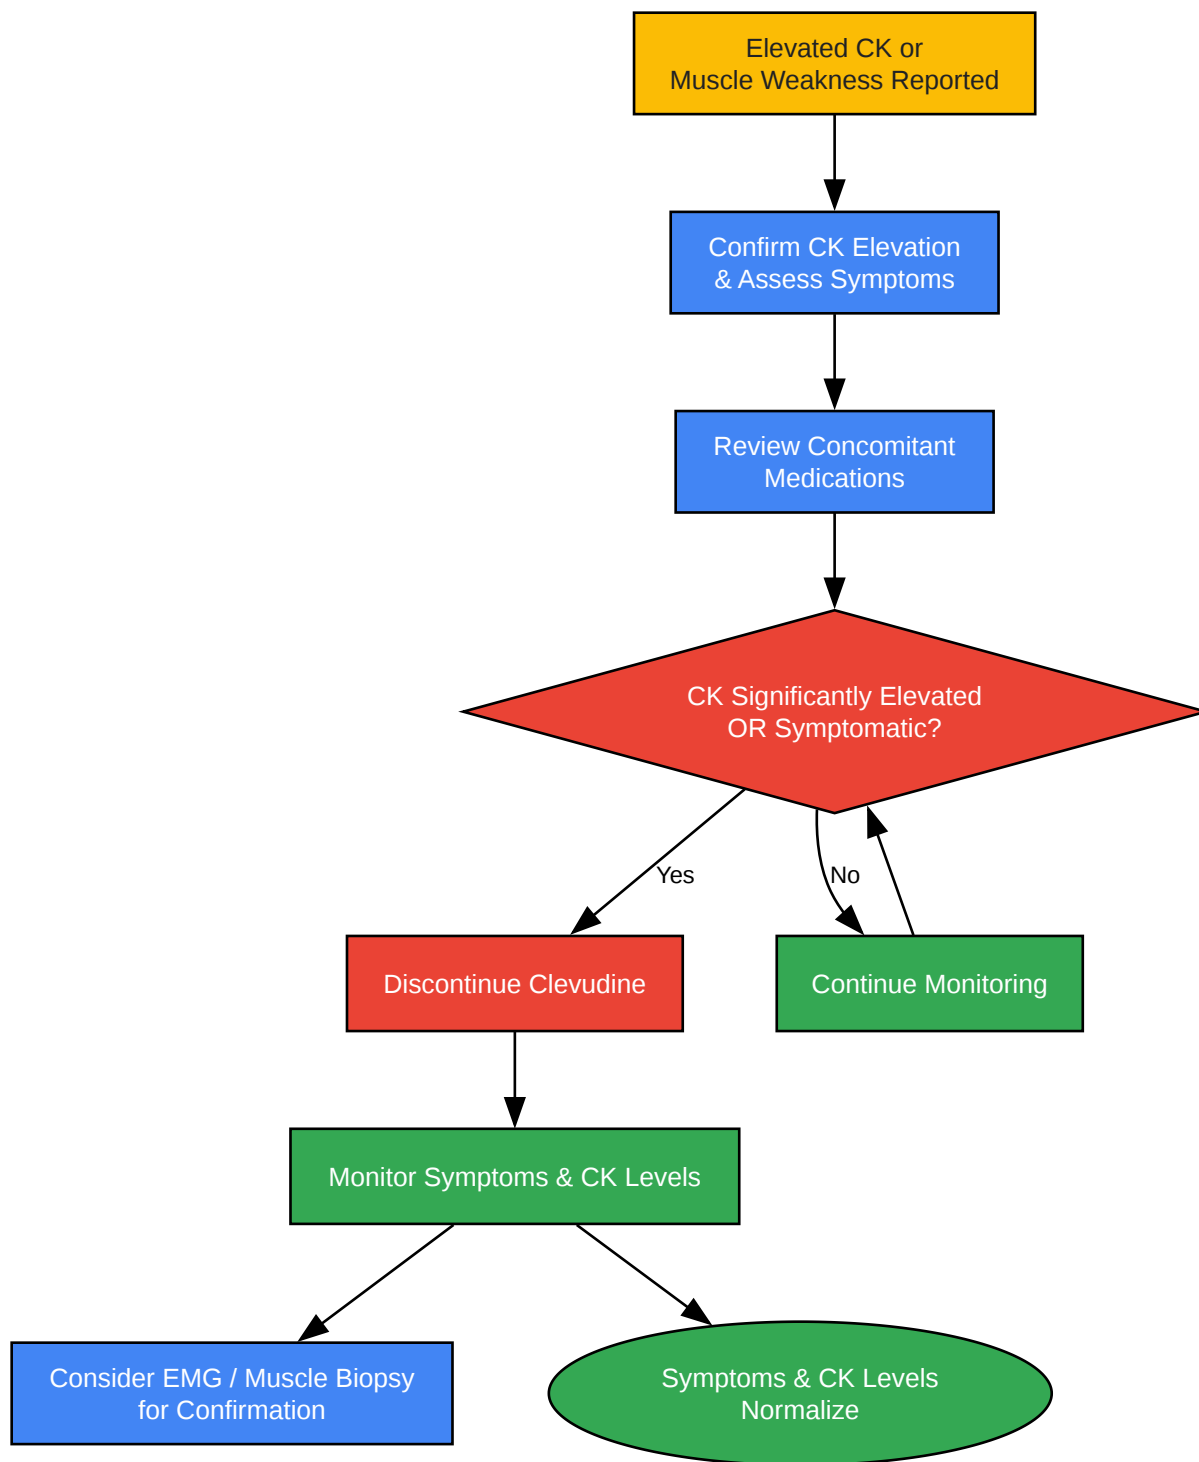 Elevated CK or
Muscle Weakness Reported
Confirm CK Elevation
& Assess Symptoms
Review Concomitant
Medications
CK Significantly Elevated
OR Symptomatic?
Yes
No
Discontinue Clevudine
Continue Monitoring
Monitor Symptoms & CK Levels
Consider EMG / Muscle Biopsy
for Confirmation
Symptoms & CK Levels
Normalize